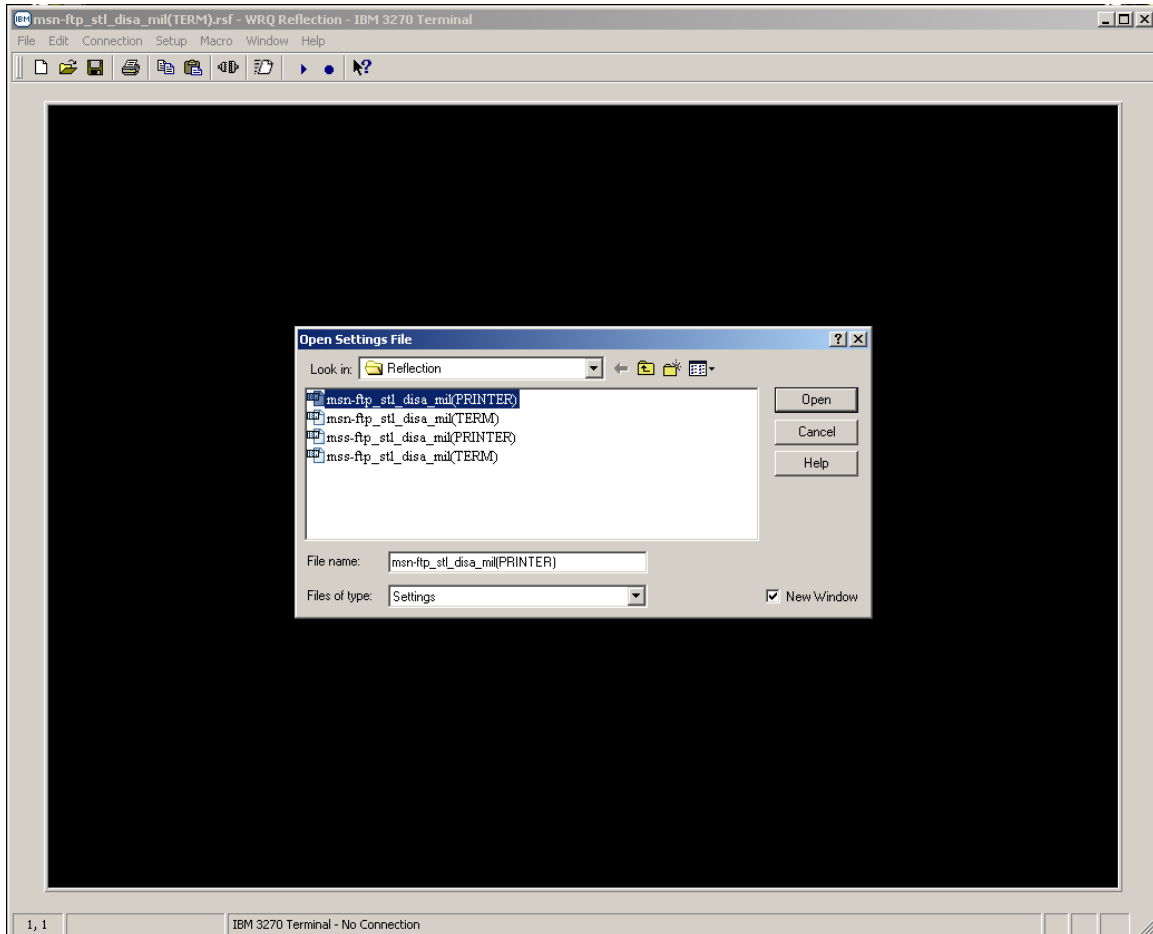 IBM msn-ftp_stl_disa_mil(TERM).rsf - WRQ Reflection - IBM 3270 Terminal
File Edit Connection Setup Macro Window Help
Open Settings File
Look in: Reflection
msn-ftp_stl_disa_mil(PRINTER)
msn-ftp_stl_disa_mil(TERM)
mss-ftp_stl_disa_mil(PRINTER)
mss-ftp_stl_disa_mil(TERM)
Open
Cancel
Help
File name: msn-ftp_stl_disa_mil(PRINTER)
Files of type: Settings
New Window
1, 1 IBM 3270 Terminal - No Connection